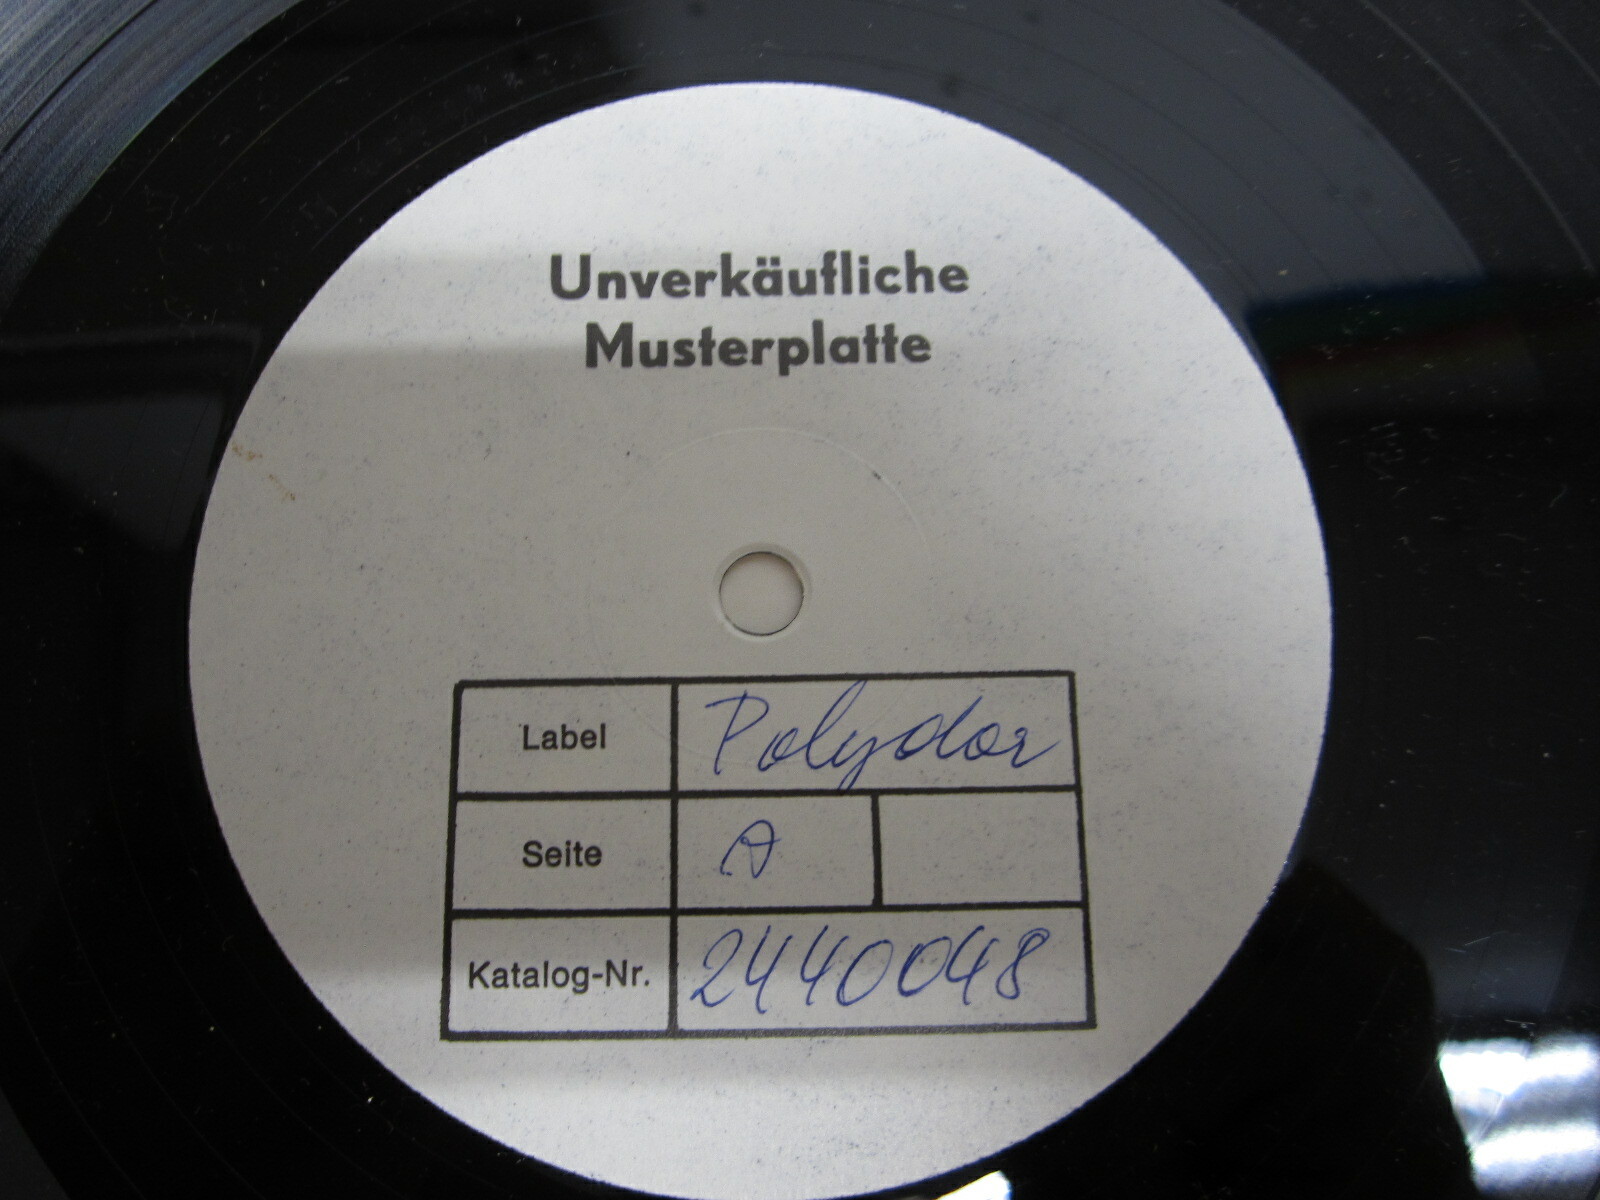 Unverkäufliche
Musterplatte
Label Polydor
Seite A
Katalog-Nr. 2440048